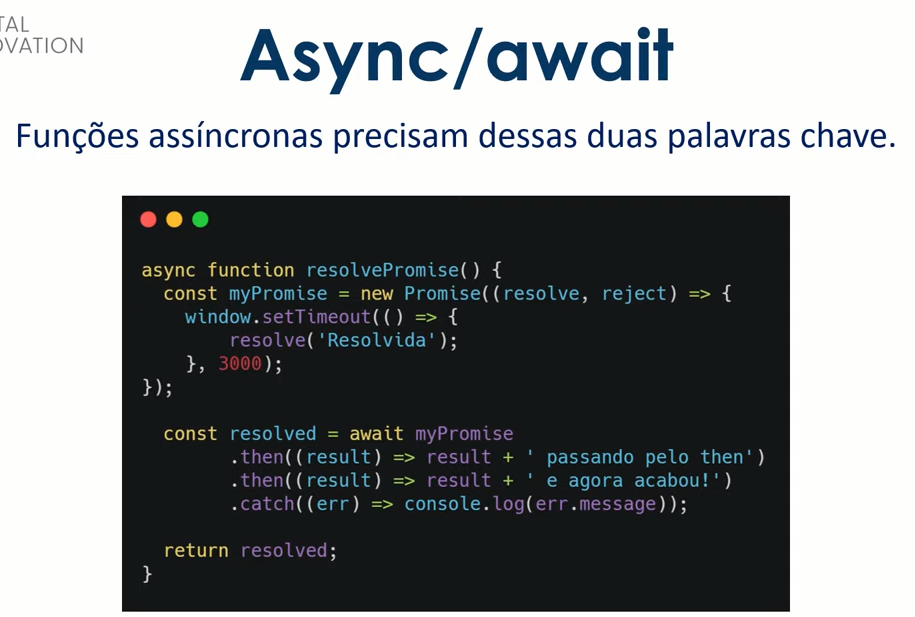 TAL
OVATION
Async/await
Funções assíncronas precisam dessas duas palavras chave.
async function resolvePromise() {
  const myPromise = new Promise((resolve, reject) => {
    window.setTimeout(() => {
        resolve('Resolvida');
    }, 3000);
});
  const resolved = await myPromise
        .then((result) => result + ' passando pelo then')
        .then((result) => result + ' e agora acabou!')
        .catch((err) => console.log(err.message));
  return resolved;
}